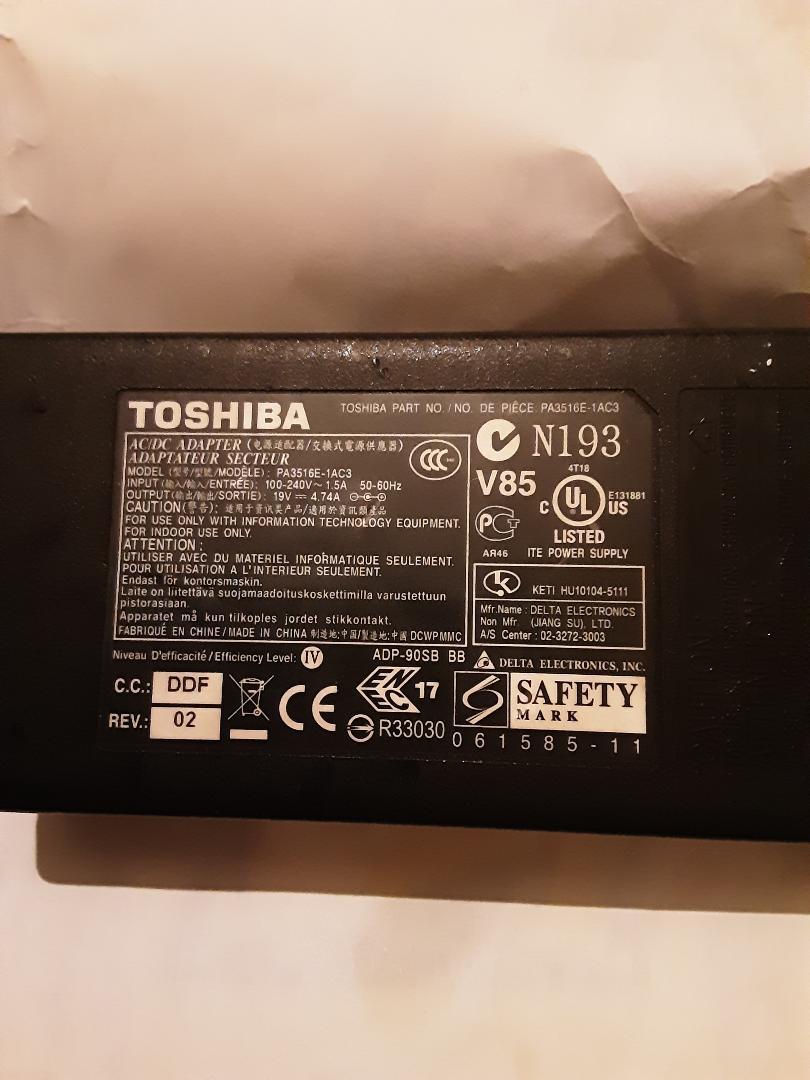 TOSHIBA
TOSHIBA PART NO. / NO. DE PIÈCE PA3516E-1AC3
AC/DC ADAPTER (电源适配器/交換式電源供應器)
ADAPTATEUR SECTEUR
MODEL (型号/型號/MODÈLE) : PA3516E-1AC3
INPUT (输入/輸入/ENTRÉE) : 100-240V ~ 1.5A 50-60Hz
OUTPUT(输出/輸出/SORTIE) : 19V ⎓ 4.74A
CAUTION(警告) : 适用于资讯类产品/適用於資訊類產品
FOR USE ONLY WITH INFORMATION TECHNOLOGY EQUIPMENT.
FOR INDOOR USE ONLY.
ATTENTION :
UTILISER AVEC DU MATERIEL INFORMATIQUE SEULEMENT.
POUR UTILISATION A L'INTERIEUR SEULEMENT.
Endast för kontorsmaskin.
Laite on liitettävä suojamaadoituskoskettimilla varustettuun
pistorasiaan.
Apparatet må kun tilkoples jordet stikkontakt.
FABRIQUÉ EN CHINE / MADE IN CHINA 制造地:中国/製造地:中國 DCWPMMC
CCC
N193
V85
4T18
C UL US
E131881
LISTED
ITE POWER SUPPLY
РСТ
АЯ46
KETI HU10104-5111
Mfr.Name : DELTA ELECTRONICS
Non Mfr. (JIANG SU), LTD.
A/S Center : 02-3272-3003
Niveau D'efficacité / Efficiency Level: IV
ADP-90SB BB
DELTA ELECTRONICS, INC.
C.C.: DDF
REV.: 02
CE
ENEC 17
R33030
SAFETY
MARK
061585-11